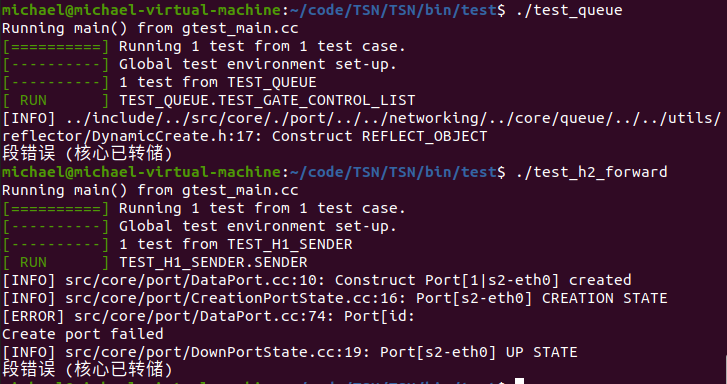 michael@michael-virtual-machine:~/code/TSN/TSN/bin/test$ ./test_queue
Running main() from gtest_main.cc
[==========] Running 1 test from 1 test case.
[----------] Global test environment set-up.
[----------] 1 test from TEST_QUEUE
[ RUN      ] TEST_QUEUE.TEST_GATE_CONTROL_LIST
[INFO] ../include/../src/core/./port/../../networking/../core/queue/../../utils/
reflector/DynamicCreate.h:17: Construct REFLECT_OBJECT
段错误 (核心已转储)
michael@michael-virtual-machine:~/code/TSN/TSN/bin/test$ ./test_h2_forward
Running main() from gtest_main.cc
[==========] Running 1 test from 1 test case.
[----------] Global test environment set-up.
[----------] 1 test from TEST_H1_SENDER
[ RUN      ] TEST_H1_SENDER.SENDER
[INFO] src/core/port/DataPort.cc:10: Construct Port[1|s2-eth0] created
[INFO] src/core/port/CreationPortState.cc:16: Port[s2-eth0] CREATION STATE
[ERROR] src/core/port/DataPort.cc:74: Port[id:
Create port failed
[INFO] src/core/port/DownPortState.cc:19: Port[s2-eth0] UP STATE
段错误 (核心已转储)